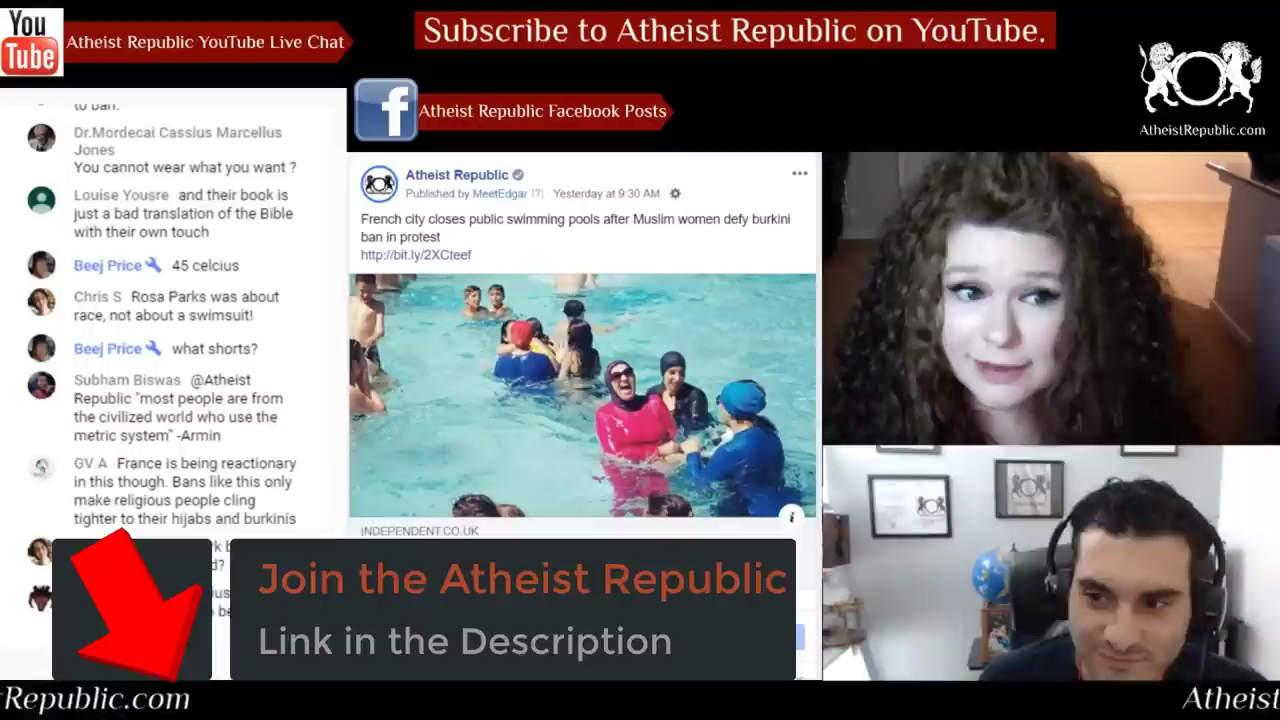 You
Tube
Atheist Republic YouTube Live Chat
Subscribe to Atheist Republic on YouTube.
AtheistRepublic.com
f
Atheist Republic Facebook Posts
to ban.
Dr.Mordecai Cassius Marcellus
Jones
You cannot wear what you want ?
Louise Yousre and their book is
just a bad translation of the Bible
with their own touch
Beej Price 45 celcius
Chris S Rosa Parks was about
race, not about a swimsuit!
Beej Price what shorts?
Subham Biswas @Atheist
Republic "most people are from
the civilized world who use the
metric system" -Armin
GV A France is being reactionary
in this though. Bans like this only
make religious people cling
tighter to their hijabs and burkinis
Atheist Republic
Published by MeetEdgar [?] · Yesterday at 9:30 AM ·
French city closes public swimming pools after Muslim women defy burkini
ban in protest
http://bit.ly/2XCteef
i
INDEPENDENT.CO.UK
Join the Atheist Republic
Link in the Description
Republic.com
Atheist